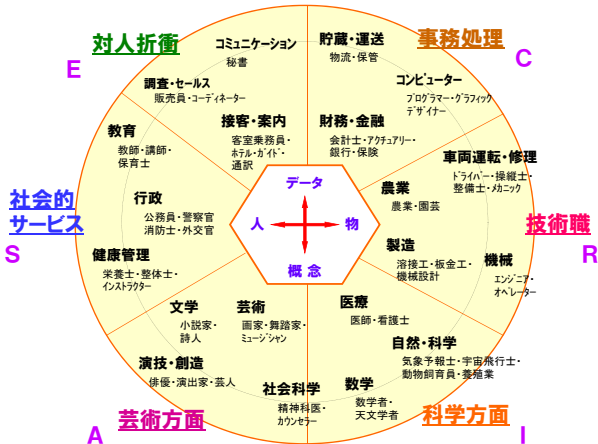 対人折衝
E
コミュニケーション
秘書
調査・セールス
販売員・コーディネーター
接客・案内
客室乗務員・
ホテル・ガイド・
通訳
貯蔵・運送
物流・保管
事務処理
C
コンピューター
プログラマー・グラフィック
デザイナー
財務・金融
会計士・アクチュアリー・
銀行・保険
教育
教師・講師・
保育士
社会的
サービス
S
行政
公務員・警察官
消防士・外交官
健康管理
栄養士・整体士・
インストラクター
データ
人
物
概念
車両運転・修理
ドライバー・操縦士・
整備士・メカニック
農業
農業・園芸
技術職
R
製造
溶接工・板金工・
機械設計
機械
エンジニア・
オペレーター
文学
小説家・
詩人
芸術
画家・舞踏家・
ミュージシャン
演技・創造
俳優・演出家・芸人
社会科学
精神科医・
カウンセラー
芸術方面
A
医療
医師・看護士
自然・科学
気象予報士・宇宙飛行士・
動物飼育員・養殖業
数学
数学者・
天文学者
科学方面
I